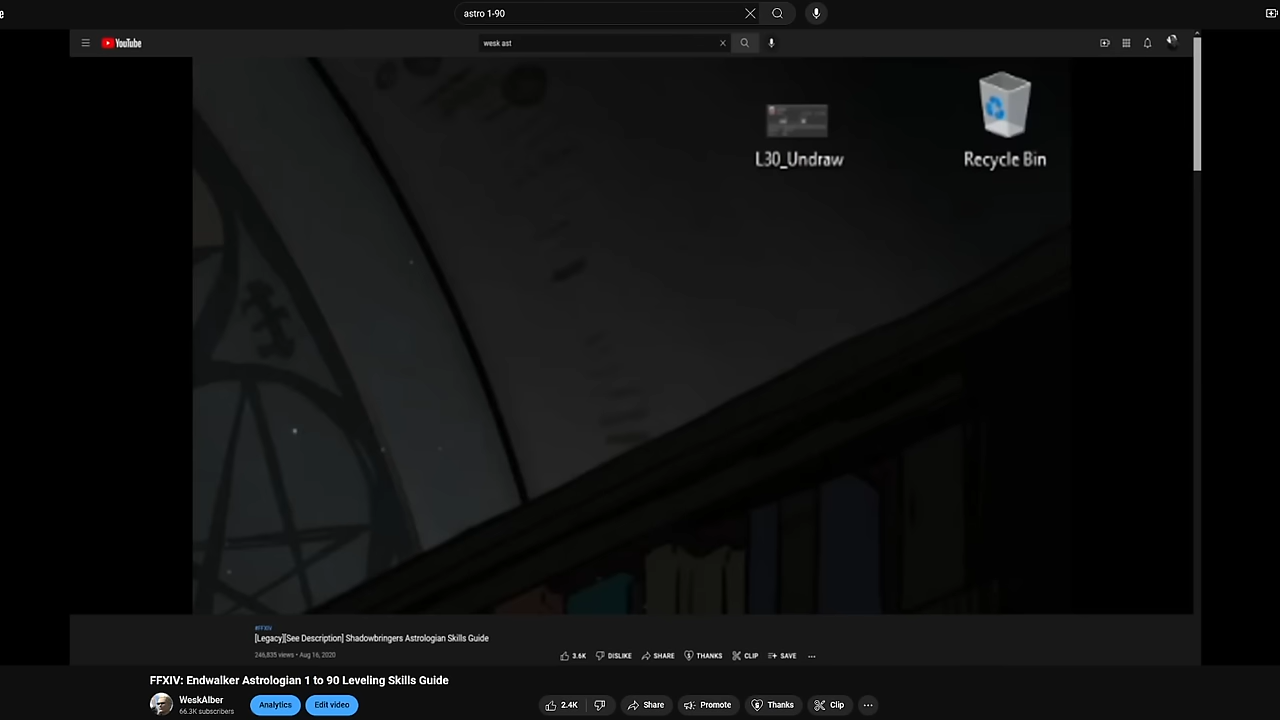 e
astro 1-90
YouTube
wesk ast
L30_Undraw
Recycle Bin
#FFXIV
[Legacy][See Description] Shadowbringers Astrologian Skills Guide
246,835 views • Aug 16, 2020
3.6K DISLIKE SHARE THANKS CLIP SAVE ...
FFXIV: Endwalker Astrologian 1 to 90 Leveling Skills Guide
WeskAlber
66.3K subscribers
Analytics Edit video 2.4K Share Promote Thanks Clip ...